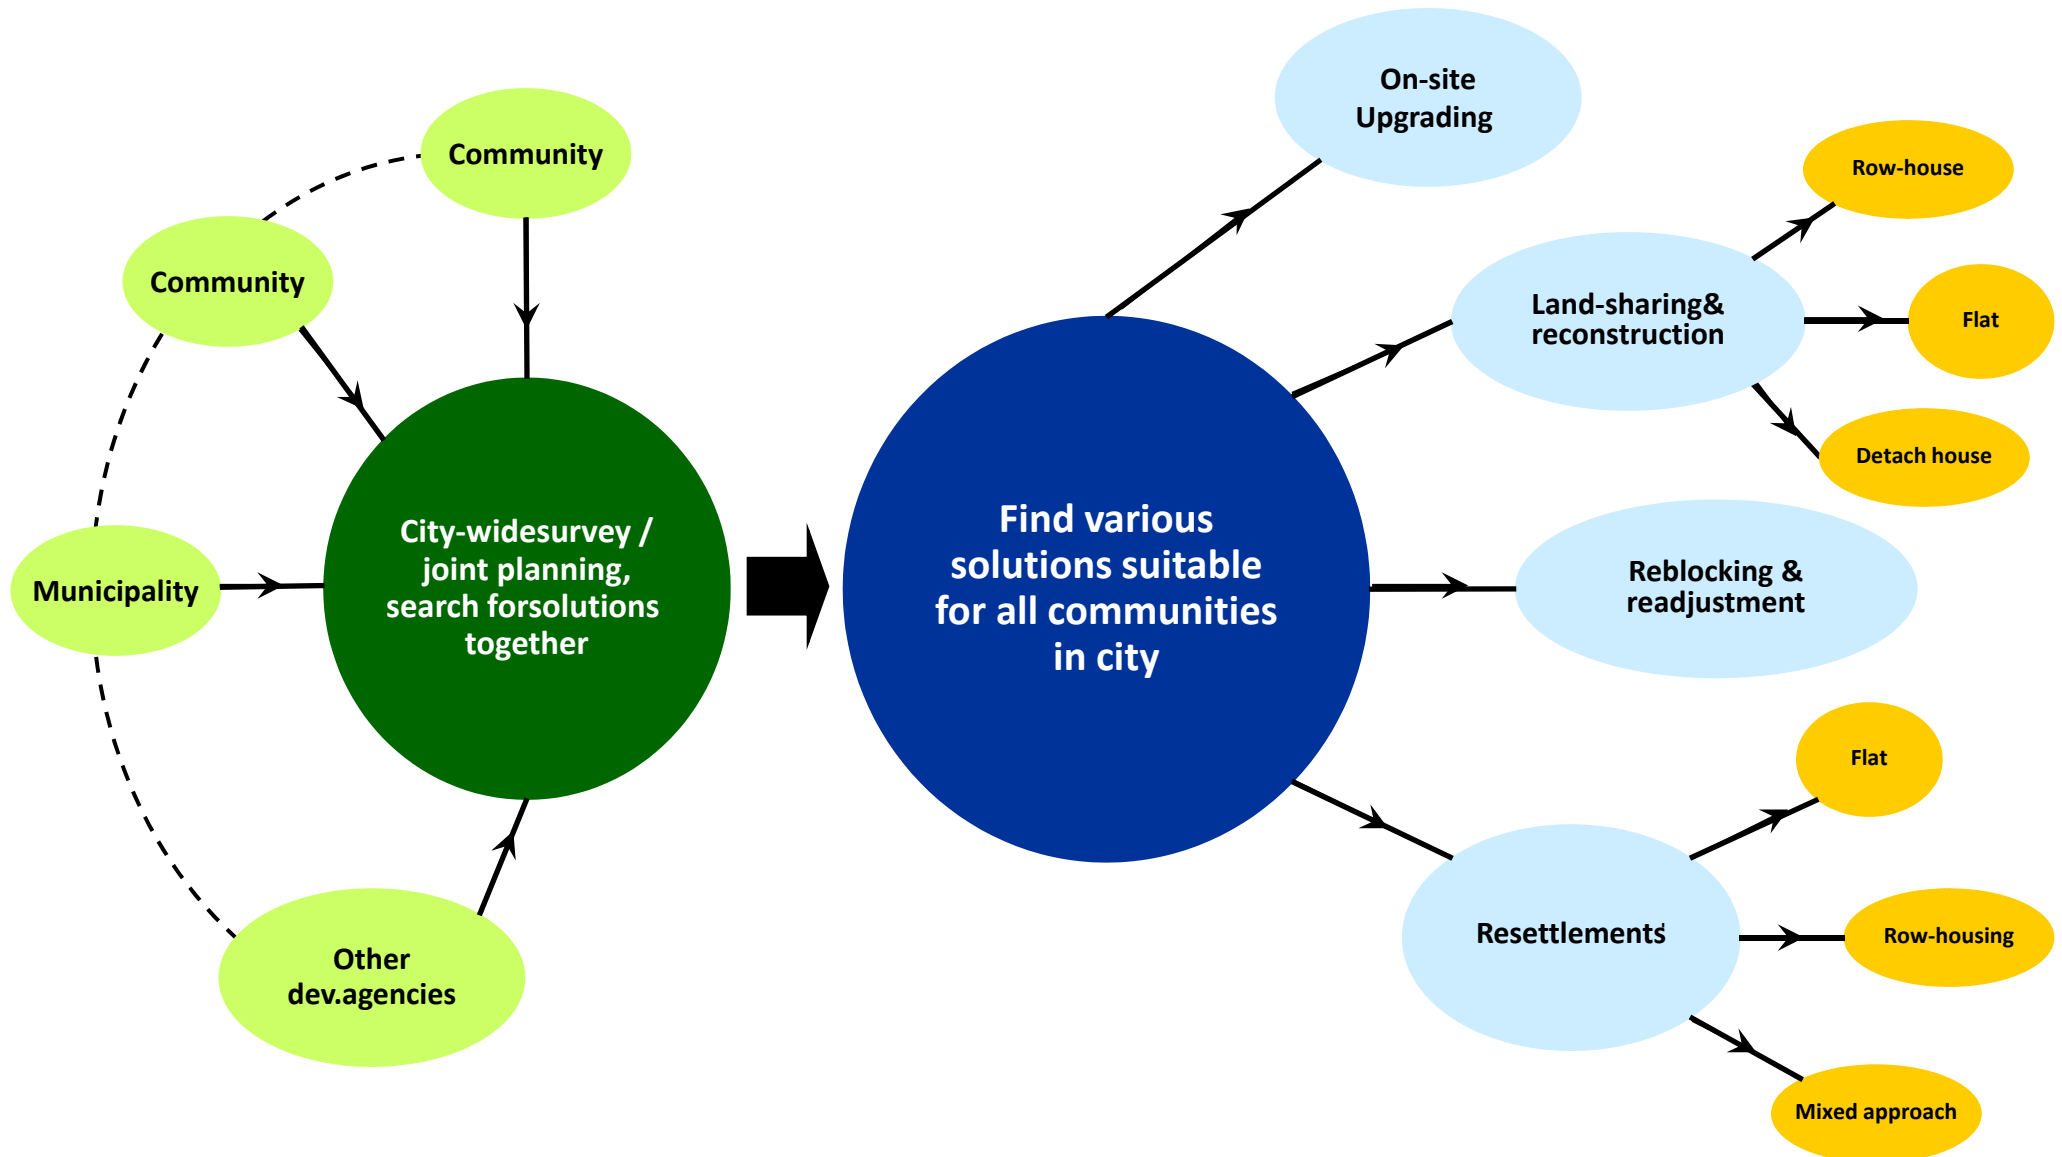 Community
Community
Municipality
Other
dev.agencies
City-widesurvey /
joint planning,
search forsolutions
together
Find various
solutions suitable
for all communities
in city
On-site
Upgrading
Land-sharing&
reconstruction
Row-house
Flat
Detach house
Reblocking &
readjustment
Resettlements
Flat
Row-housing
Mixed approach